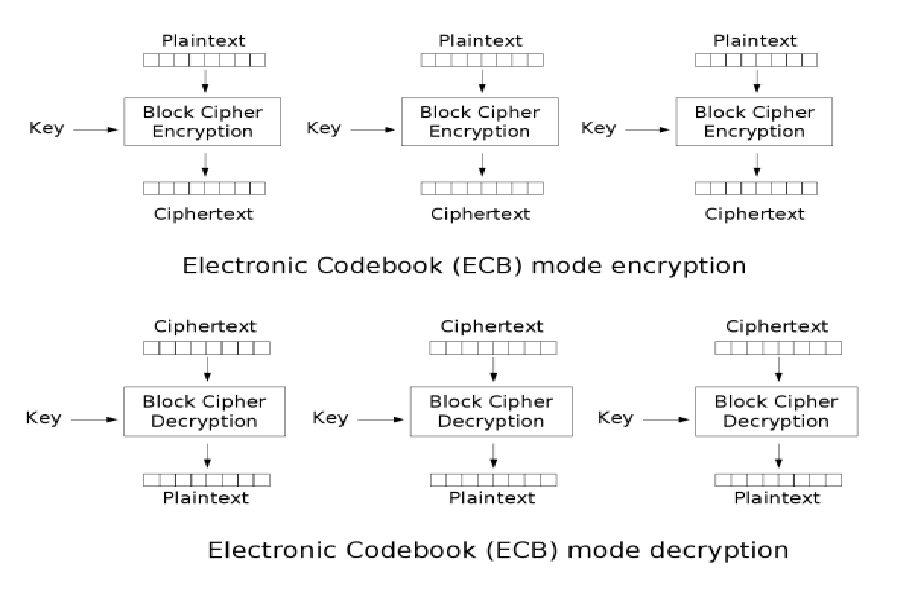 Plaintext Plaintext Plaintext
Key Block Cipher Encryption Key Block Cipher Encryption Key Block Cipher Encryption
Ciphertext Ciphertext Ciphertext
Electronic Codebook (ECB) mode encryption
Ciphertext Ciphertext Ciphertext
Key Block Cipher Decryption Key Block Cipher Decryption Key Block Cipher Decryption
Plaintext Plaintext Plaintext
Electronic Codebook (ECB) mode decryption